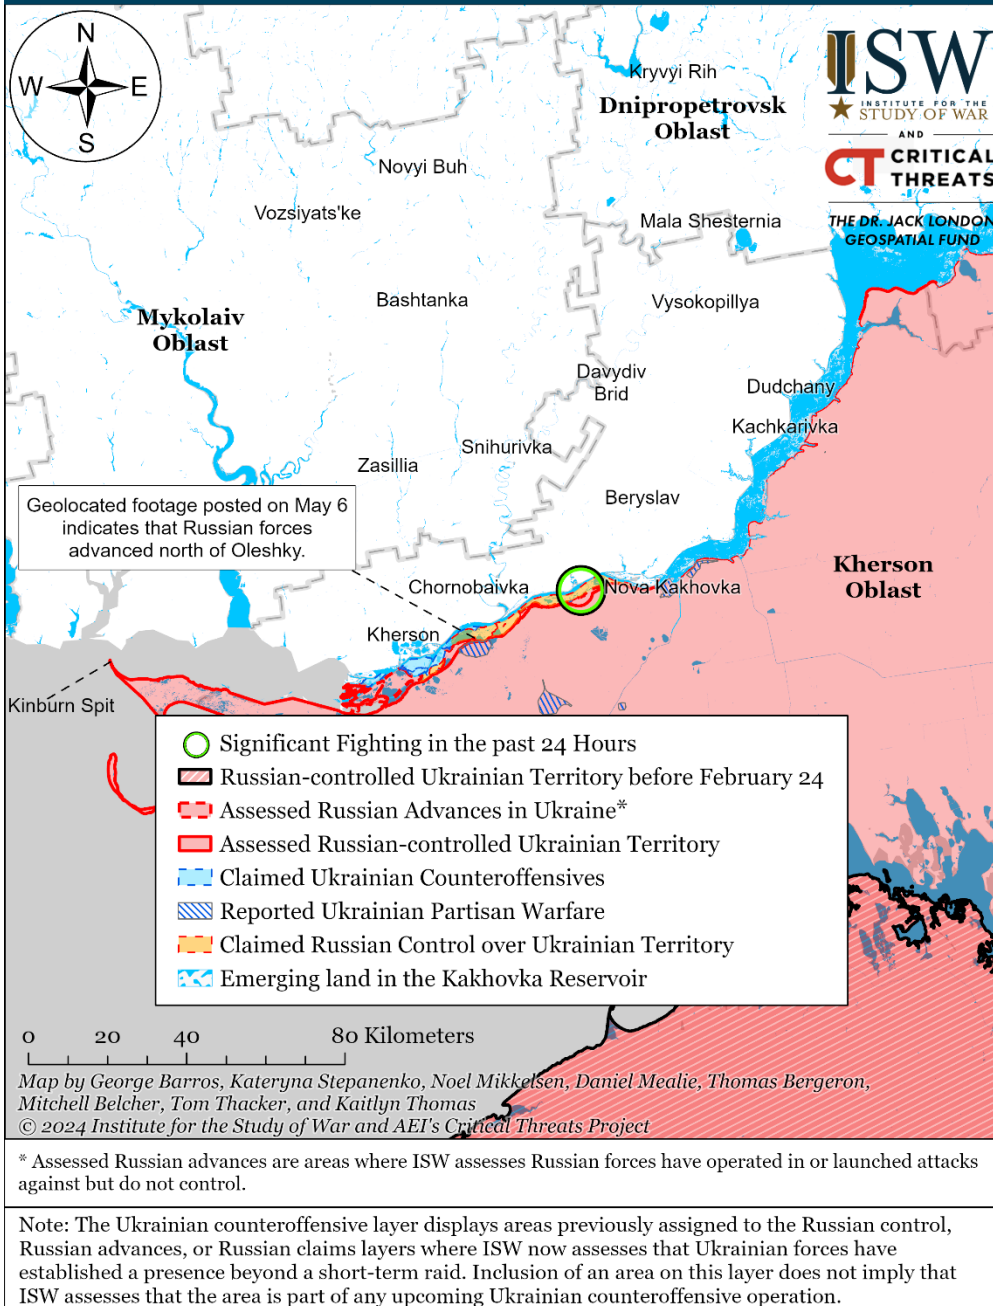 N
W E
S
Kryvyi Rih
Dnipropetrovsk
Oblast
ISW
INSTITUTE FOR THE
STUDY OF WAR
AND
CT CRITICAL
THREATS
THE DR. JACK LONDON
GEOSPATIAL FUND
Novyi Buh
Vozsiyats'ke
Mala Shesternia
Bashtanka
Vysokopillya
Mykolaiv
Oblast
Davydiv
Brid
Dudchany
Kachkarivka
Snihurivka
Zasillia
Beryslav
Geolocated footage posted on May 6
indicates that Russian forces
advanced north of Oleshky.
Kherson
Oblast
Chornobaivka
Nova Kakhovka
Kherson
Kinburn Spit
Significant Fighting in the past 24 Hours
Russian-controlled Ukrainian Territory before February 24
Assessed Russian Advances in Ukraine*
Assessed Russian-controlled Ukrainian Territory
Claimed Ukrainian Counteroffensives
Reported Ukrainian Partisan Warfare
Claimed Russian Control over Ukrainian Territory
Emerging land in the Kakhovka Reservoir
0 20 40 80 Kilometers
Map by George Barros, Kateryna Stepanenko, Noel Mikkelsen, Daniel Mealie, Thomas Bergeron,
Mitchell Belcher, Tom Thacker, and Kaitlyn Thomas
© 2024 Institute for the Study of War and AEI's Critical Threats Project
* Assessed Russian advances are areas where ISW assesses Russian forces have operated in or launched attacks
against but do not control.
Note: The Ukrainian counteroffensive layer displays areas previously assigned to the Russian control,
Russian advances, or Russian claims layers where ISW now assesses that Ukrainian forces have
established a presence beyond a short-term raid. Inclusion of an area on this layer does not imply that
ISW assesses that the area is part of any upcoming Ukrainian counteroffensive operation.